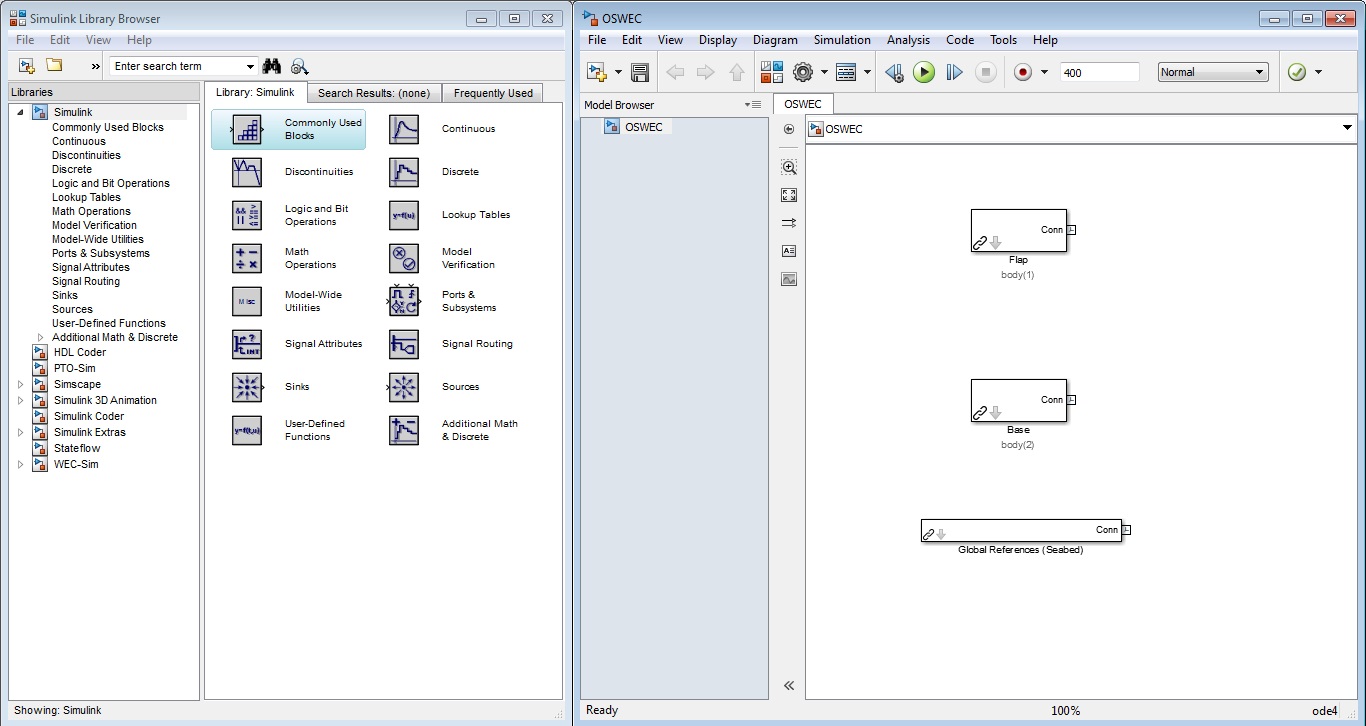 Simulink Library Browser
File Edit View Help
» Enter search term
Libraries
Simulink
Commonly Used Blocks
Continuous
Discontinuities
Discrete
Logic and Bit Operations
Lookup Tables
Math Operations
Model Verification
Model-Wide Utilities
Ports & Subsystems
Signal Attributes
Signal Routing
Sinks
Sources
User-Defined Functions
Additional Math & Discrete
HDL Coder
PTO-Sim
Simscape
Simulink 3D Animation
Simulink Coder
Simulink Extras
Stateflow
WEC-Sim
Library: Simulink Search Results: (none) Frequently Used
Commonly Used
Blocks
Continuous
Discontinuities
Discrete
Logic and Bit
Operations
y=f(u)
Lookup Tables
Math
Operations
Model
Verification
Misc
Model-Wide
Utilities
Ports &
Subsystems
Signal Attributes
Signal Routing
Sinks
Sources
y=f(t,u)
User-Defined
Functions
Additional Math
& Discrete
Showing: Simulink
OSWEC
File Edit View Display Diagram Simulation Analysis Code Tools Help
400 Normal
Model Browser
OSWEC
OSWEC
OSWEC
Conn
Flap
body(1)
Conn
Base
body(2)
Conn
Global References (Seabed)
Ready 100% ode4